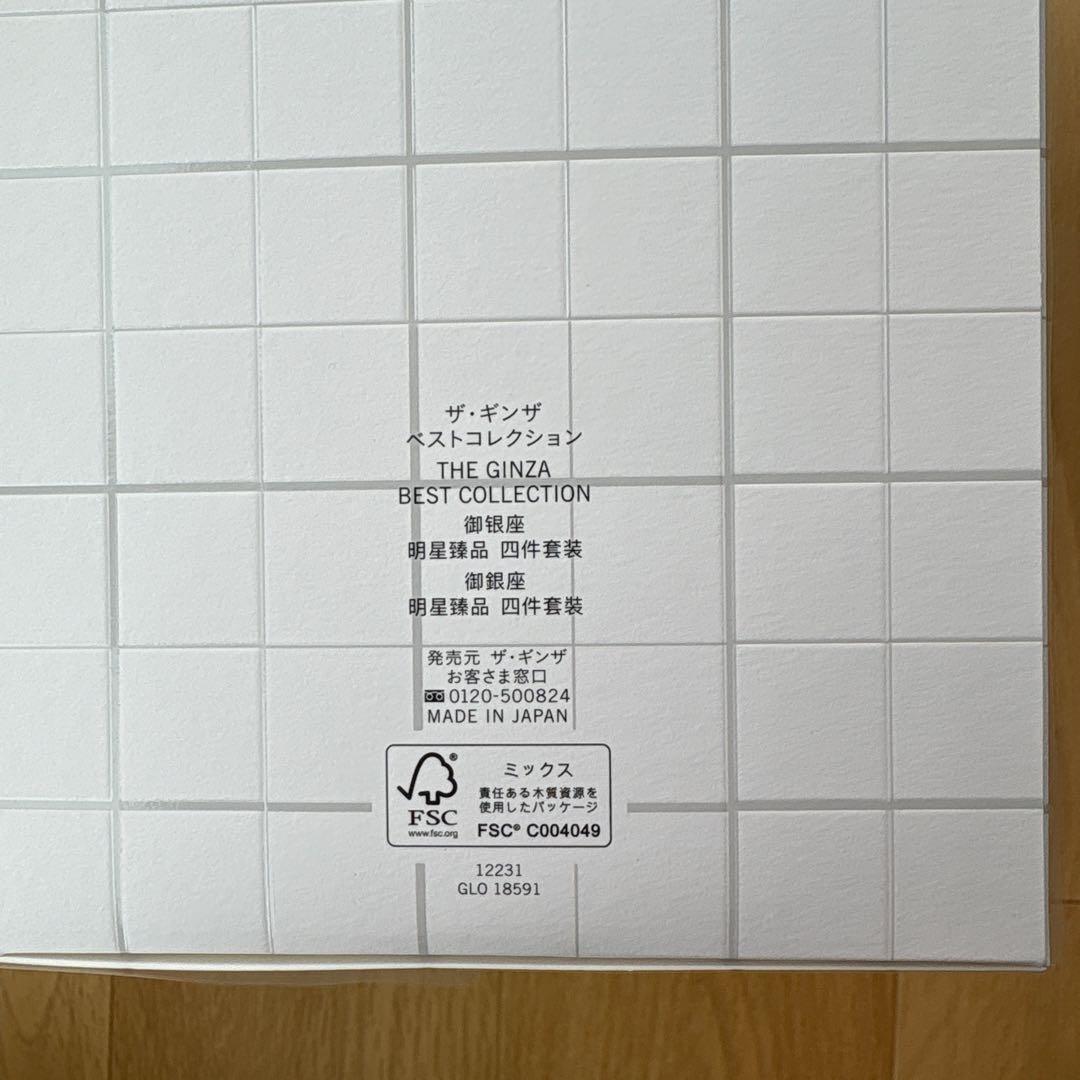 ザ・ギンザ
ベストコレクション
THE GINZA
BEST COLLECTION
御银座
明星臻品 四件套装
御銀座
明星臻品 四件套裝
発売元 ザ・ギンザ
お客さま窓口
0120-500824
MADE IN JAPAN
ミックス
責任ある木質資源を
使用したパッケージ
FSC® C004049
®
FSC
www.fsc.org
12231
GLO 18591